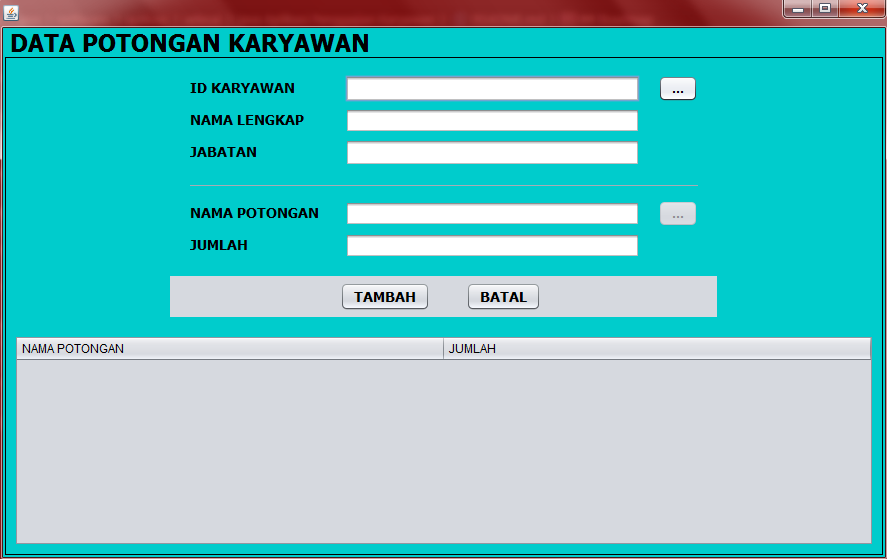 DATA POTONGAN KARYAWAN
ID KARYAWAN ...
NAMA LENGKAP
JABATAN
NAMA POTONGAN ...
JUMLAH
TAMBAH BATAL
NAMA POTONGAN JUMLAH